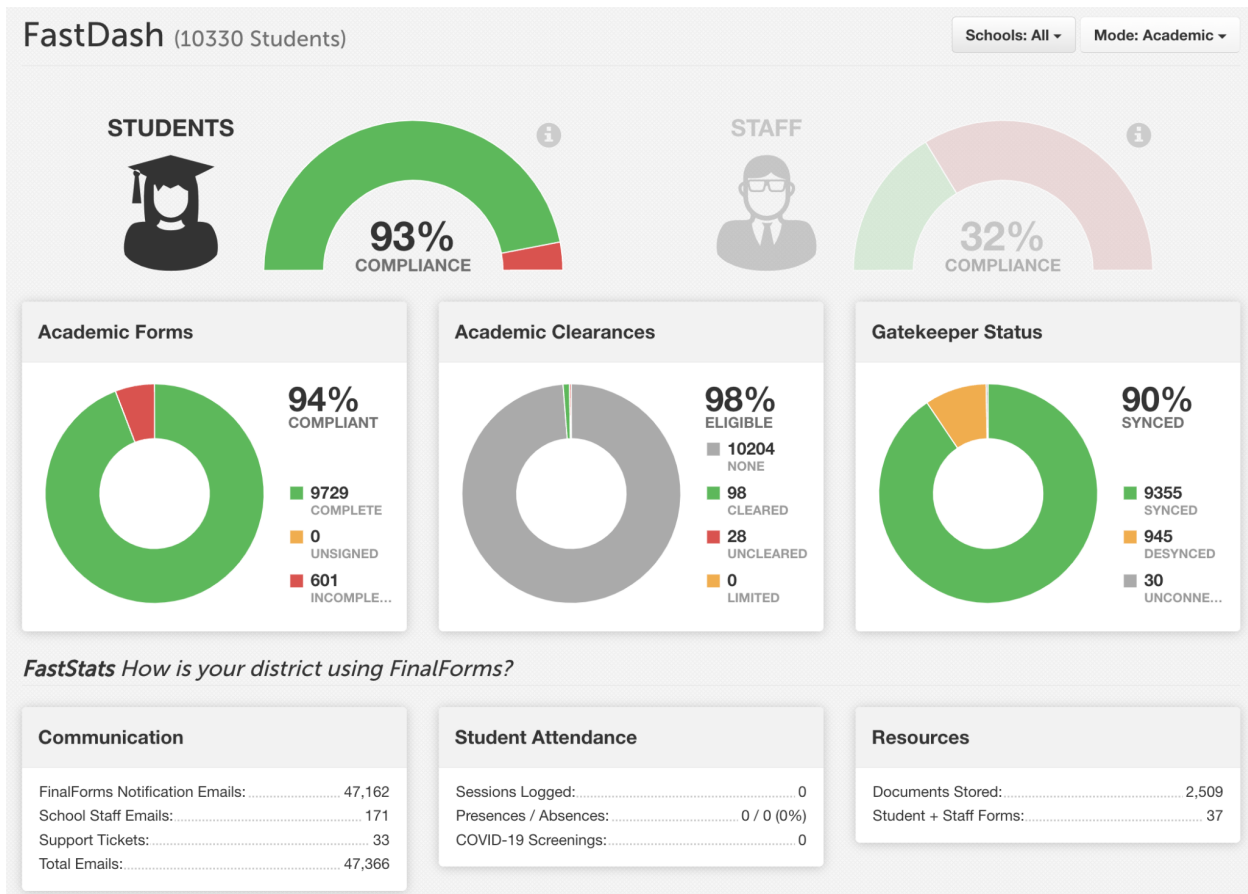 FastDash (10330 Students)
Schools: All
Mode: Academic
STUDENTS
93%
COMPLIANCE
STAFF
32%
COMPLIANCE
Academic Forms
94%
COMPLIANT
9729
COMPLETE
0
UNSIGNED
601
INCOMPLE...
Academic Clearances
98%
ELIGIBLE
10204
NONE
98
CLEARED
28
UNCLEARED
0
LIMITED
Gatekeeper Status
90%
SYNCED
9355
SYNCED
945
DESYNCED
30
UNCONNE...
FastStats How is your district using FinalForms?
Communication
FinalForms Notification Emails: 47,162
School Staff Emails: 171
Support Tickets: 33
Total Emails: 47,366
Student Attendance
Sessions Logged: 0
Presences / Absences: 0 / 0 (0%)
COVID-19 Screenings: 0
Resources
Documents Stored: 2,509
Student + Staff Forms: 37